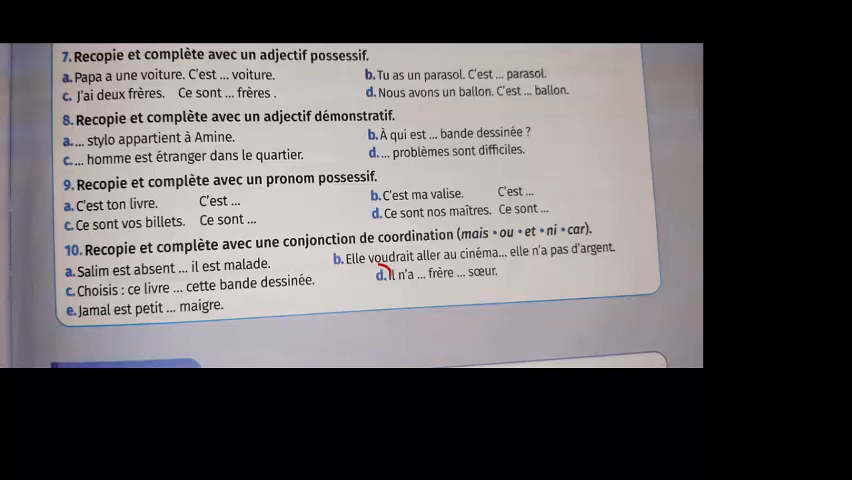 7. Recopie et complète avec un adjectif possessif.
a. Papa a une voiture. C'est ... voiture. b. Tu as un parasol. C'est ... parasol.
c. J'ai deux frères. Ce sont ... frères . d. Nous avons un ballon. C'est ... ballon.
8. Recopie et complète avec un adjectif démonstratif.
a. ... stylo appartient à Amine. b. À qui est ... bande dessinée ?
c. ... homme est étranger dans le quartier. d. ... problèmes sont difficiles.
9. Recopie et complète avec un pronom possessif.
a. C'est ton livre. C'est ... b. C'est ma valise. C'est ...
c. Ce sont vos billets. Ce sont ... d. Ce sont nos maîtres. Ce sont ...
10. Recopie et complète avec une conjonction de coordination (mais • ou • et • ni • car).
a. Salim est absent ... il est malade. b. Elle voudrait aller au cinéma... elle n'a pas d'argent.
c. Choisis : ce livre ... cette bande dessinée. d. Il n'a ... frère ... sœur.
e. Jamal est petit ... maigre.